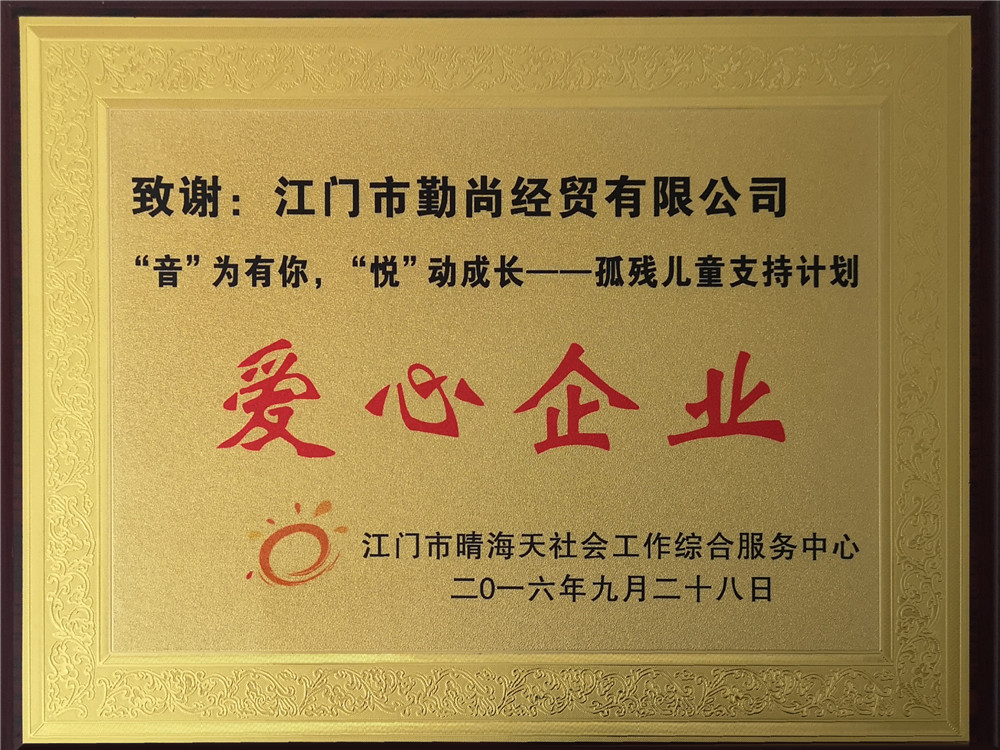 致谢：江门市勤尚经贸有限公司
“音”为有你，“悦”动成长——孤残儿童支持计划
爱心企业
江门市晴海天社会工作综合服务中心
二0一六年九月二十八日